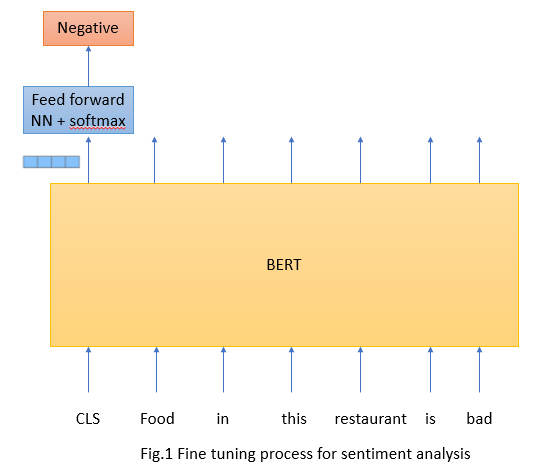 Negative
Feed forward
NN + softmax
BERT
CLS Food in this restaurant is bad
Fig.1 Fine tuning process for sentiment analysis